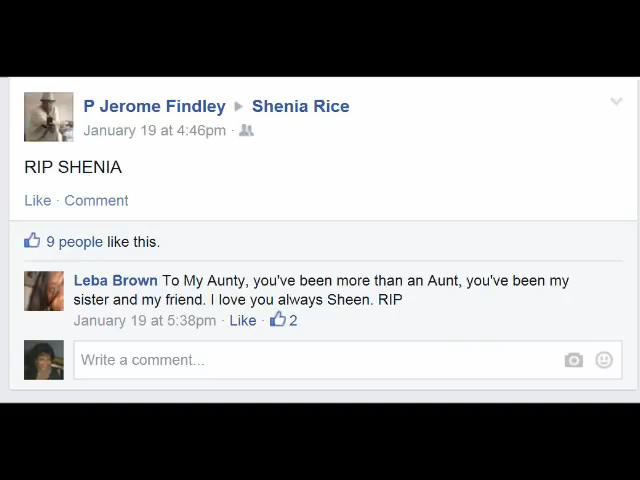 P Jerome Findley ▸ Shenia Rice
January 19 at 4:46pm ·
RIP SHENIA
Like · Comment
9 people like this.
Leba Brown To My Aunty, you've been more than an Aunt, you've been my
sister and my friend. I love you always Sheen. RIP
January 19 at 5:38pm · Like · 2
Write a comment...